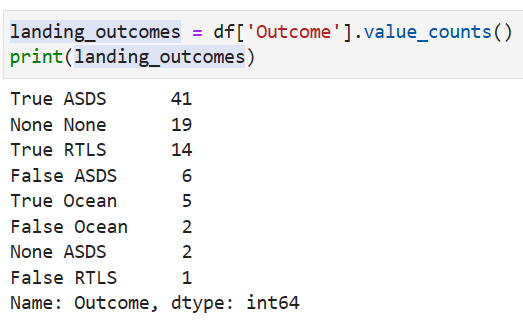 landing_outcomes = df['Outcome'].value_counts()
print(landing_outcomes)
True ASDS      41
None None      19
True RTLS      14
False ASDS      6
True Ocean      5
False Ocean     2
None ASDS       2
False RTLS      1
Name: Outcome, dtype: int64